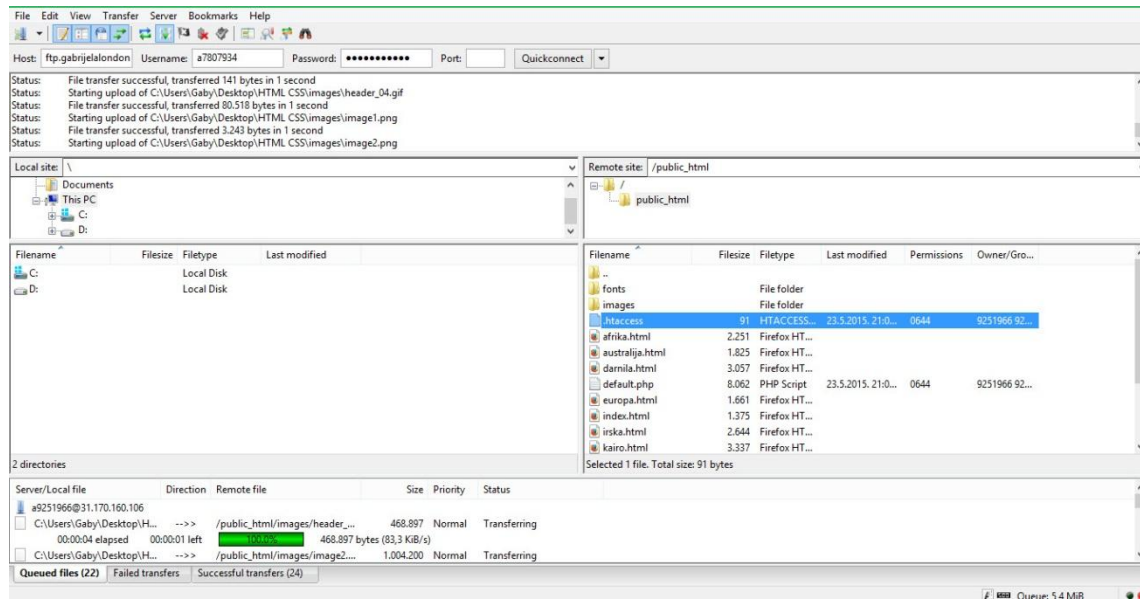 File Edit View Transfer Server Bookmarks Help
Host: ftp.gabrijelalondon Username: a7807934 Password: ●●●●●●●●●●● Port: Quickconnect
Status: File transfer successful, transferred 141 bytes in 1 second
Status: Starting upload of C:\Users\Gaby\Desktop\HTML CSS\images\header_04.gif
Status: File transfer successful, transferred 80.518 bytes in 1 second
Status: Starting upload of C:\Users\Gaby\Desktop\HTML CSS\images\image1.png
Status: File transfer successful, transferred 3.243 bytes in 1 second
Status: Starting upload of C:\Users\Gaby\Desktop\HTML CSS\images\image2.png
Local site: \
Documents
This PC
C:
D:
Remote site: /public_html
/
public_html
Filename Filesize Filetype Last modified
C: Local Disk
D: Local Disk
2 directories
Filename Filesize Filetype Last modified Permissions Owner/Gro...
..
fonts File folder
images File folder
.htaccess 91 HTACCESS... 23.5.2015. 21:0... 0644 9251966 92...
afrika.html 2.251 Firefox HT...
australija.html 1.825 Firefox HT...
darnila.html 3.057 Firefox HT...
default.php 8.062 PHP Script 23.5.2015. 21:0... 0644 9251966 92...
europa.html 1.661 Firefox HT...
index.html 1.375 Firefox HT...
irska.html 2.644 Firefox HT...
kairo.html 3.337 Firefox HT...
Selected 1 file. Total size: 91 bytes
Server/Local file Direction Remote file Size Priority Status
a9251966@31.170.160.106
C:\Users\Gaby\Desktop\H... -->> /public_html/images/header_... 468.897 Normal Transferring
00:00:04 elapsed 00:00:01 left 100.0% 468.897 bytes (83,3 KiB/s)
C:\Users\Gaby\Desktop\H... -->> /public_html/images/image2.... 1.004.200 Normal Transferring
Queued files (22) Failed transfers Successful transfers (24)
Queue: 5.4 MiB